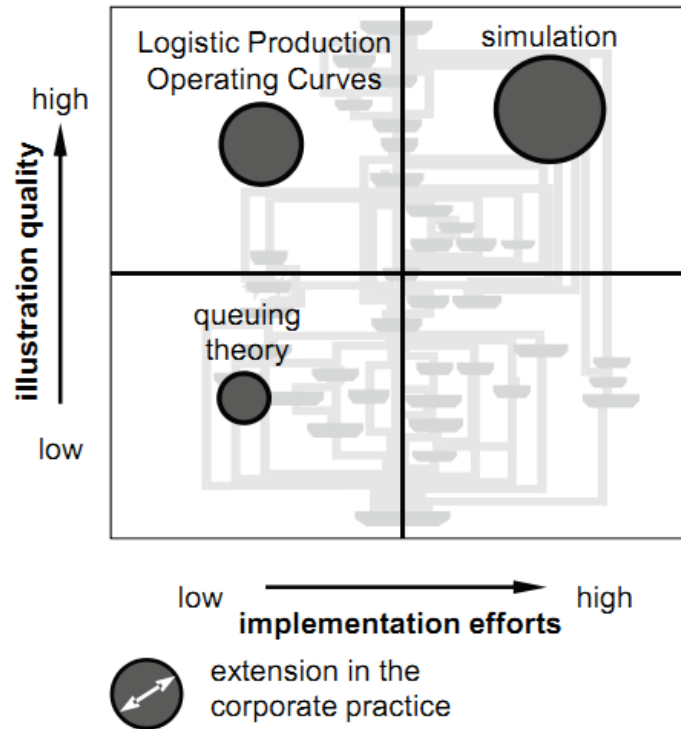 Logistic Production
Operating Curves
simulation
high
illustration quality
queuing
theory
low
low
high
implementation efforts
extension in the
corporate practice